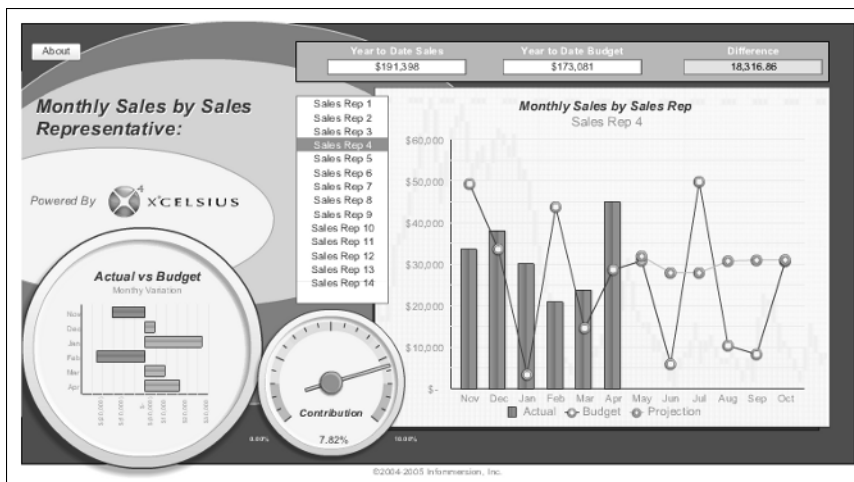 About
Year to Date Sales
Year to Date Budget
Difference
$191,398
$173,081
18,316.86
Monthly Sales by Sales
Representative:
Powered By
4
X'CELSIUS
Sales Rep 1
Sales Rep 2
Sales Rep 3
Sales Rep 4
Sales Rep 5
Sales Rep 6
Sales Rep 7
Sales Rep 8
Sales Rep 9
Sales Rep 10
Sales Rep 11
Sales Rep 12
Sales Rep 13
Sales Rep 14
Monthly Sales by Sales Rep
Sales Rep 4
$60,000
$50,000
$40,000
$30,000
$20,000
$10,000
$-
Nov Dec Jan Feb Mar Apr May Jun Jul Aug Sep Oct
Actual Budget Projection
Actual vs Budget
Monthy Variation
Nov
Dec
Jan
Feb
Mar
Apr
Contribution
7.82%
0.00%
©2004-2005 Infommersion, Inc.